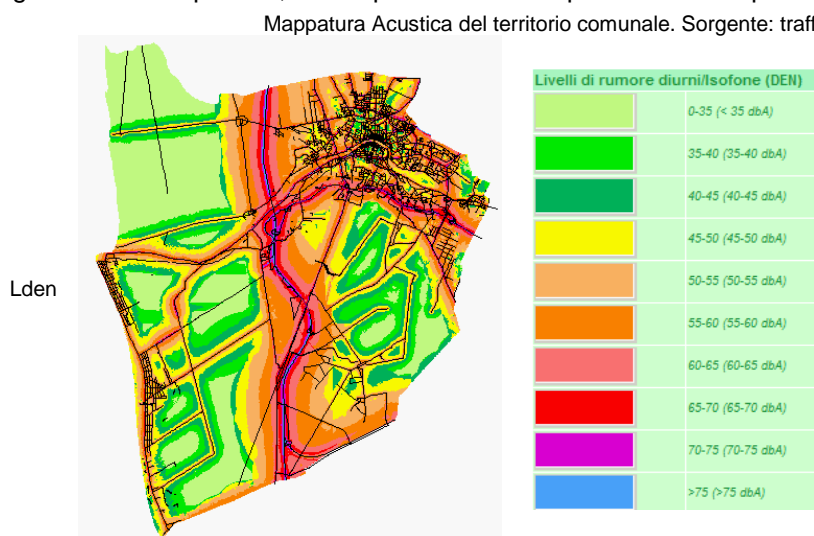 Mappatura Acustica del territorio comunale. Sorgente:
Livelli di rumore diurni/Isofone (DEN)
0-35 (< 35 dbA)
35-40 (35-40 dbA)
40-45 (40-45 dbA)
45-50 (45-50 dbA)
Lden
50-55 (50-55 dbA)
55-60 (55-60 dbA)
60-65 (60-65 dbA)
65-70 (65-70 dbA)
70-75 (70-75 dbA)
>75 (>75 dbA)